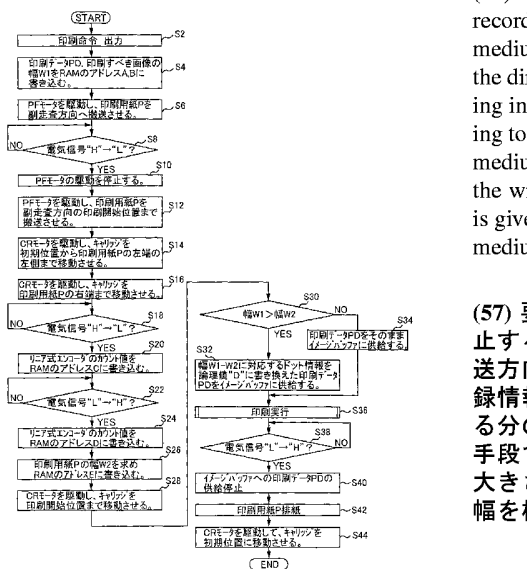 START
印刷命令 出力
S2
印刷データPD、印刷すべき画像の
幅W1をRAMのアドレスA,Bに
書き込む。
S4
PFモータを駆動し、印刷用紙Pを
副走査方向へ搬送させる。
S6
電気信号"H"→"L"?
S8
NO
YES
S10
PFモータの駆動を停止する。
PFモータを駆動し、印刷用紙Pを
副走査方向の印刷開始位置まで
搬送させる。
S12
CRモータを駆動し、キャリッジを
初期位置から印刷用紙Pの左端の
左側まで移動させる。
S14
CRモータを駆動し、キャリッジを
印刷用紙Pの右端まで移動させる。
S16
電気信号"H"→"L"?
S18
NO
YES
S20
リニア式エンコーダのカウント値を
RAMのアドレスCに書き込む。
電気信号"L"→"H"?
S22
NO
YES
S24
リニア式エンコーダのカウント値を
RAMのアドレスDに書き込む。
S26
印刷用紙Pの幅W2を求め
RAMのアドレスEに書き込む。
S28
CRモータを駆動し、キャリッジを
印刷開始位置まで移動させる。
幅W1>幅W2
S30
NO
YES
S34
印刷データPDをそのまま
イメージバッファに供給する。
S32
幅W1-W2に対応するドット情報を
論理値"0"に書き換えた印刷データ
PDをイメージバッファに供給する。
印刷実行
S36
電気信号"L"→"H"?
S38
NO
YES
イメージバッファへの印刷データPDの
供給停止
S40
印刷用紙P排紙
S42
CRモータを駆動して、キャリッジを
初期位置に移動させる。
S44
END
record
medium
the di
ing in
ing to
medium
the wi
is give
medium
(57) 要
止する
送方向
録情報
る分の
手段で
大きさ
幅を